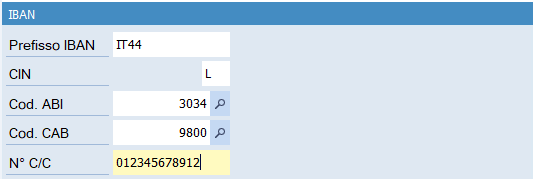 IBAN
Prefisso IBAN IT44
CIN L
Cod. ABI 3034
Cod. CAB 9800
N° C/C 012345678912